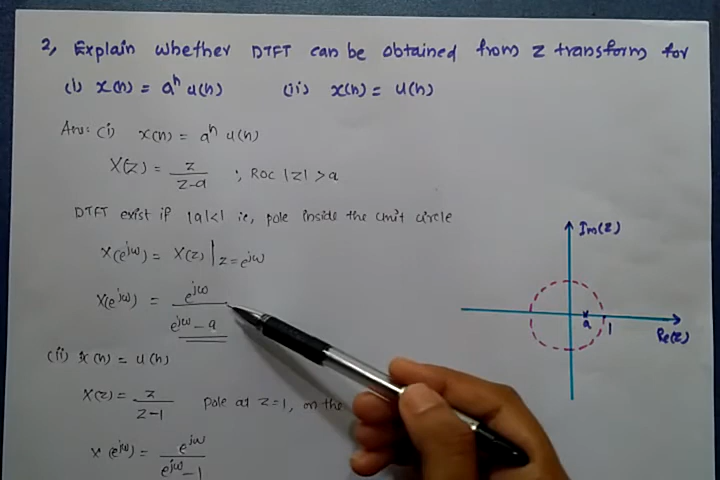 2, Explain whether DTFT can be obtained from z transform for
(i) x(n) = aⁿ u(n) (ii) x(n) = u(n)
Ans: (i) x(n) = aⁿ u(n)
X(z) = z / z-a ; ROC |z| > a
DTFT exist if |a|<1 ie, pole inside the unit circle
X(e^jω) = X(z) | z = e^jω
X(e^jω) = e^jω / e^jω - a
Im(z)
a
1
Re(z)
(ii) x(n) = u(n)
X(z) = z / z-1 pole at z=1, on the
X(e^jω) = e^jω / e^jω - 1